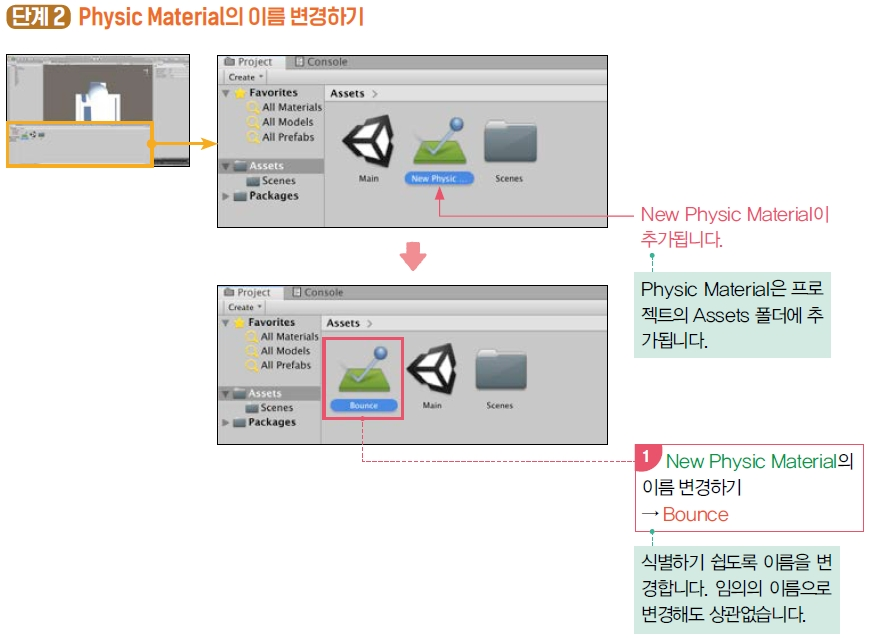 단계 2 Physic Material의 이름 변경하기
Project Console
Create
Favorites
All Materials
All Models
All Prefabs
Assets
Scenes
Packages
Assets >
Main
New Physic ...
Scenes
New Physic Material이
추가됩니다.
Physic Material은 프로
젝트의 Assets 폴더에 추
가됩니다.
Project Console
Create
Favorites
All Materials
All Models
All Prefabs
Assets
Scenes
Packages
Assets >
Bounce
Main
Scenes
1 New Physic Material의
이름 변경하기
→ Bounce
식별하기 쉽도록 이름을 변
경합니다. 임의의 이름으로
변경해도 상관없습니다.